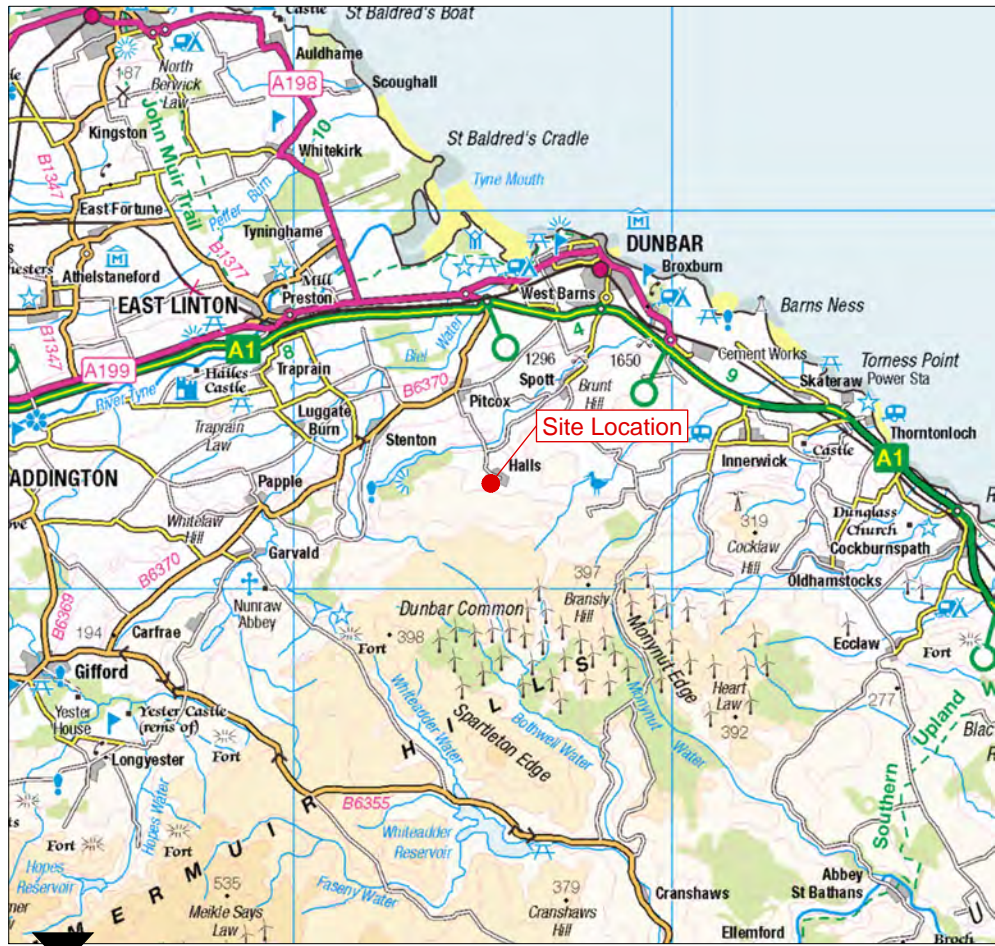 Castle
St Baldred's Boat
Auldhame
187
North
Berwick
Law
A198
Scoughall
Kingston
10
Whitekirk
St Baldred's Cradle
B1347
John Muir Trail
Tyne Mouth
East Fortune
Peffer Burn
Tyninghame
DUNBAR
B1377
Athelstaneford
Mill
Broxburn
Preston
West Barns
EAST LINTON
Barns Ness
A1
4
B1347
8
Biel Water
1296
1650
Cement Works
Torness Point
A199
Hailes
Castle
Traprain
B6370
Spott
Brunt
Hill
9
Skateraw
Power Sta
River Tyne
Pitcox
Traprain
Law
Luggate
Burn
Stenton
Site Location
Thorntonloch
Castle
A1
Innerwick
Halls
ADDINGTON
Papple
319
Cocklaw
Hill
Dunglass
Church
Whitelaw
Hill
Cockburnspath
Garvald
B6370
397
Bransly
Hill
Oldhamstocks
B6369
Nunraw
Abbey
Dunbar Common
194
Carfrae
Fort
398
Monynut Edge
Ecclaw
Fort
Gifford
Heart
Law
392
277
Yester
House
Yester Castle
(rems of)
Whiteadder Water
Spartleton Edge
Bothwell Water
Monynut Water
Upland
Fort
Longyester
Hopes Water
B6355
Southern
Fort
Fort
Whiteadder
Reservoir
Hopes
Reservoir
MERMUIR HILLS
535
Meikle Says
Law
Faseny Water
379
Cranshaws
Hill
Cranshaws
Abbey
St Bathans
Ellemford
Broch